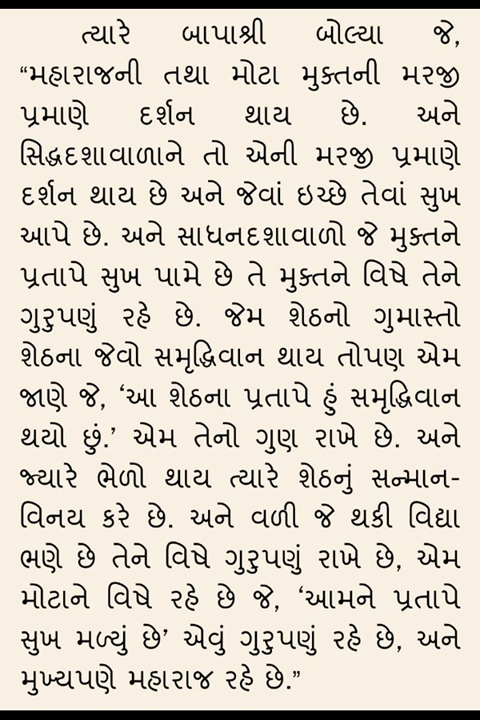 ત્યારે બાપાશ્રી બોલ્યા જે,
“મહારાજની તથા મોટા મુક્તની મરજી
પ્રમાણે દર્શન થાય છે. અને
સિદ્ધદશાવાળાને તો એની મરજી પ્રમાણે
દર્શન થાય છે અને જેવાં ઇચ્છે તેવાં સુખ
આપે છે. અને સાધનદશાવાળો જે મુક્તને
પ્રતાપે સુખ પામે છે તે મુક્તને વિષે તેને
ગુરુપણું રહે છે. જેમ શેઠનો ગુમાસ્તો
શેઠના જેવો સમૃદ્ધિવાન થાય તોપણ એમ
જાણે જે, ‘આ શેઠના પ્રતાપે હું સમૃદ્ધિવાન
થયો છું.’ એમ તેનો ગુણ રાખે છે. અને
જ્યારે ભેળો થાય ત્યારે શેઠનું સન્માન-
વિનય કરે છે. અને વળી જે થકી વિદ્યા
ભણે છે તેને વિષે ગુરુપણું રાખે છે, એમ
મોટાને વિષે રહે છે જે, ‘આમને પ્રતાપે
સુખ મળ્યું છે’ એવું ગુરુપણું રહે છે, અને
મુખ્યપણે મહારાજ રહે છે.”